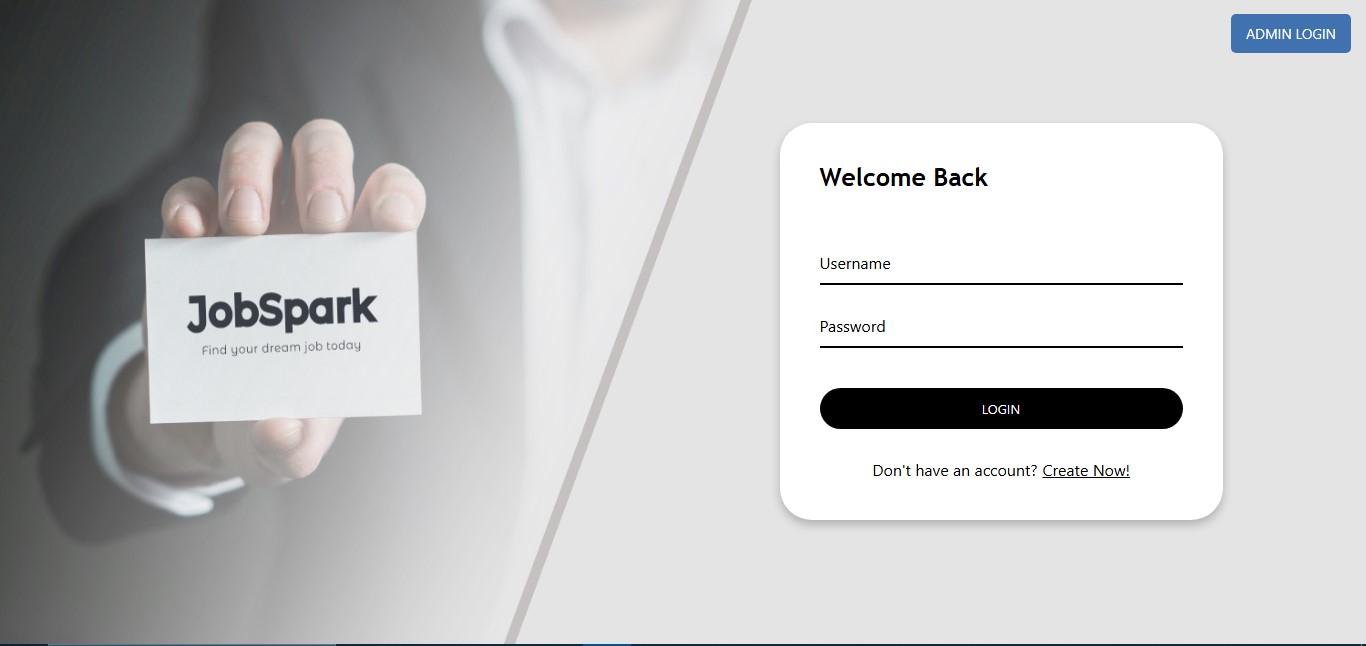 ADMIN LOGIN
JobSpark
Find your dream job today
Welcome Back
Username
Password
LOGIN
Don't have an account? Create Now!